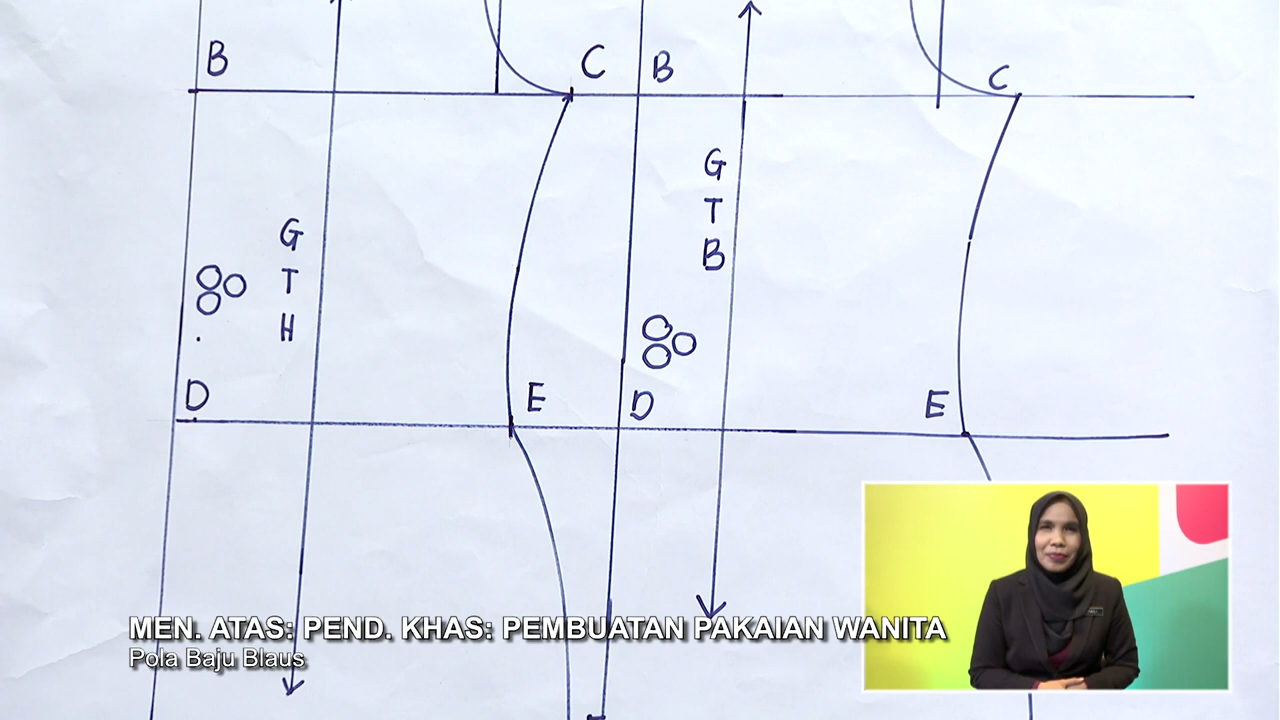 B
C
B
C
G
T
B
G
T
H
D
E
D
E
MEN. ATAS: PEND. KHAS: PEMBUATAN PAKAIAN WANITA
Pola Baju Blaus